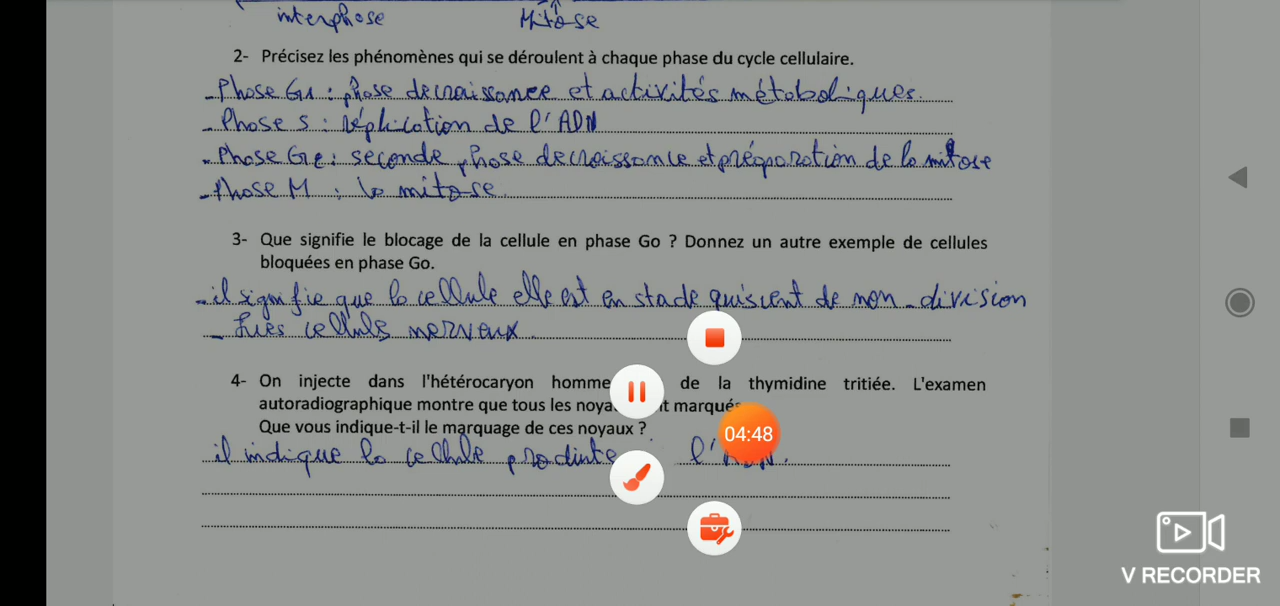 interphase Mitose
2- Précisez les phénomènes qui se déroulent à chaque phase du cycle cellulaire.
- Phase G1 : phase de croissance et activités métaboliques.
- Phase S : réplication de l'ADN
- Phase G2 : seconde phase de croissance et préparation de la mitose
- Phase M : la mitose
3- Que signifie le blocage de la cellule en phase Go ? Donnez un autre exemple de cellules
bloquées en phase Go.
- il signifie que la cellule elle est en stade quiscent de non-division
- cellules nerveux.
4- On injecte dans l'hétérocaryon homme de la thymidine tritiée. L'examen
autoradiographique montre que tous les marqués
Que vous indique-t-il le marquage de ces noyaux ?
04:48
il indique la cellule l'
V RECORDER